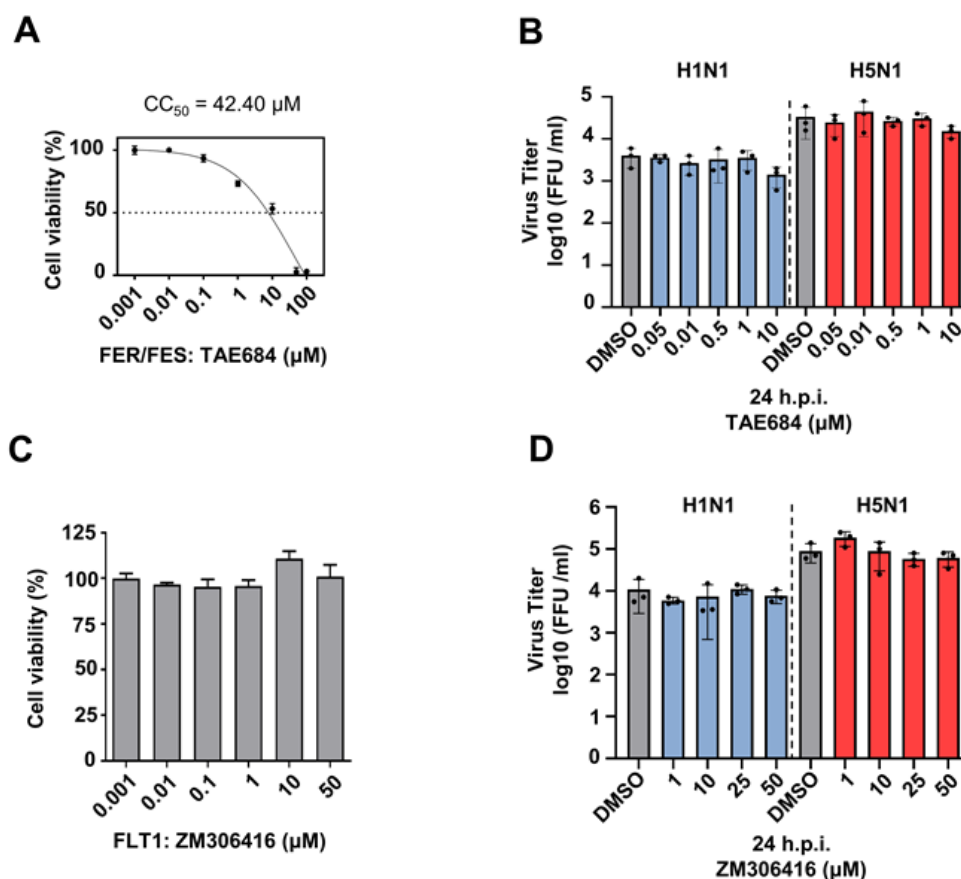 A
CC50 = 42.40 µM
Cell viability (%)
100
50
0
0.001
0.01
0.1
1
10
100
FER/FES: TAE684 (µM)
B
H1N1
H5N1
Virus Titer
log10 (FFU /ml)
5
4
3
2
1
0
DMSO
0.05
0.01
0.5
1
10
DMSO
0.05
0.01
0.5
1
10
24 h.p.i.
TAE684 (µM)
C
Cell viability (%)
125
100
75
50
25
0
0.001
0.01
0.1
1
10
50
FLT1: ZM306416 (µM)
D
H1N1
H5N1
Virus Titer
log10 (FFU /ml)
6
5
4
3
2
1
0
DMSO
1
10
25
50
DMSO
1
10
25
50
24 h.p.i.
ZM306416 (µM)